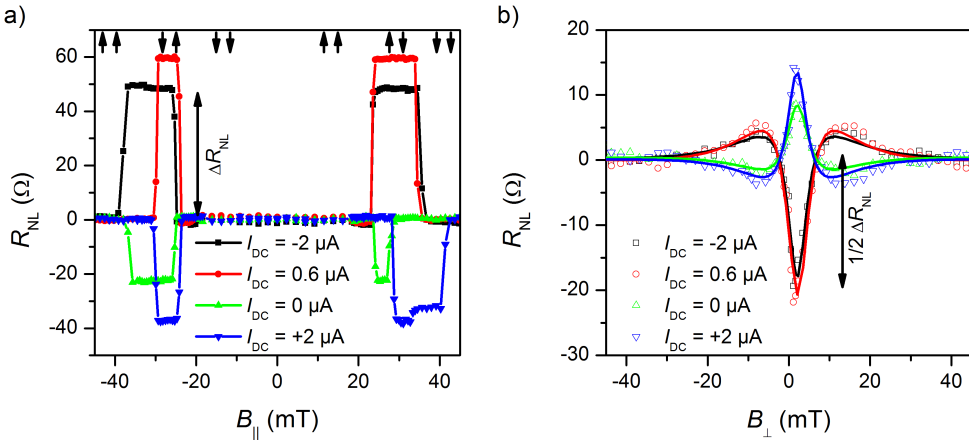 a)
60
40
20
0
-20
-40
R_NL (Ω)
ΔR_NL
I_DC = -2 µA
I_DC = 0.6 µA
I_DC = 0 µA
I_DC = +2 µA
-40 -20 0 20 40
B_|| (mT)
b)
20
10
0
-10
-20
-30
R_NL (Ω)
1/2 ΔR_NL
I_DC = -2 µA
I_DC = 0.6 µA
I_DC = 0 µA
I_DC = +2 µA
-40 -20 0 20 40
B_⊥ (mT)